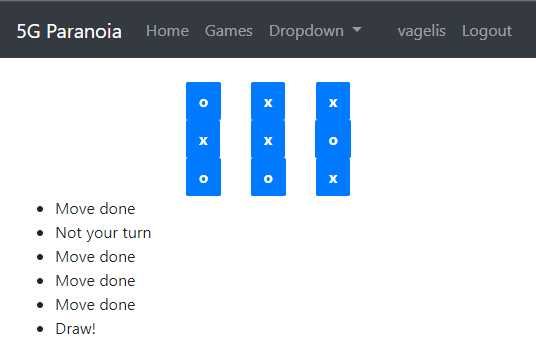 5G Paranoia Home Games Dropdown vagelis Logout
o x x
x x o
o o x
Move done
Not your turn
Move done
Move done
Move done
Draw!